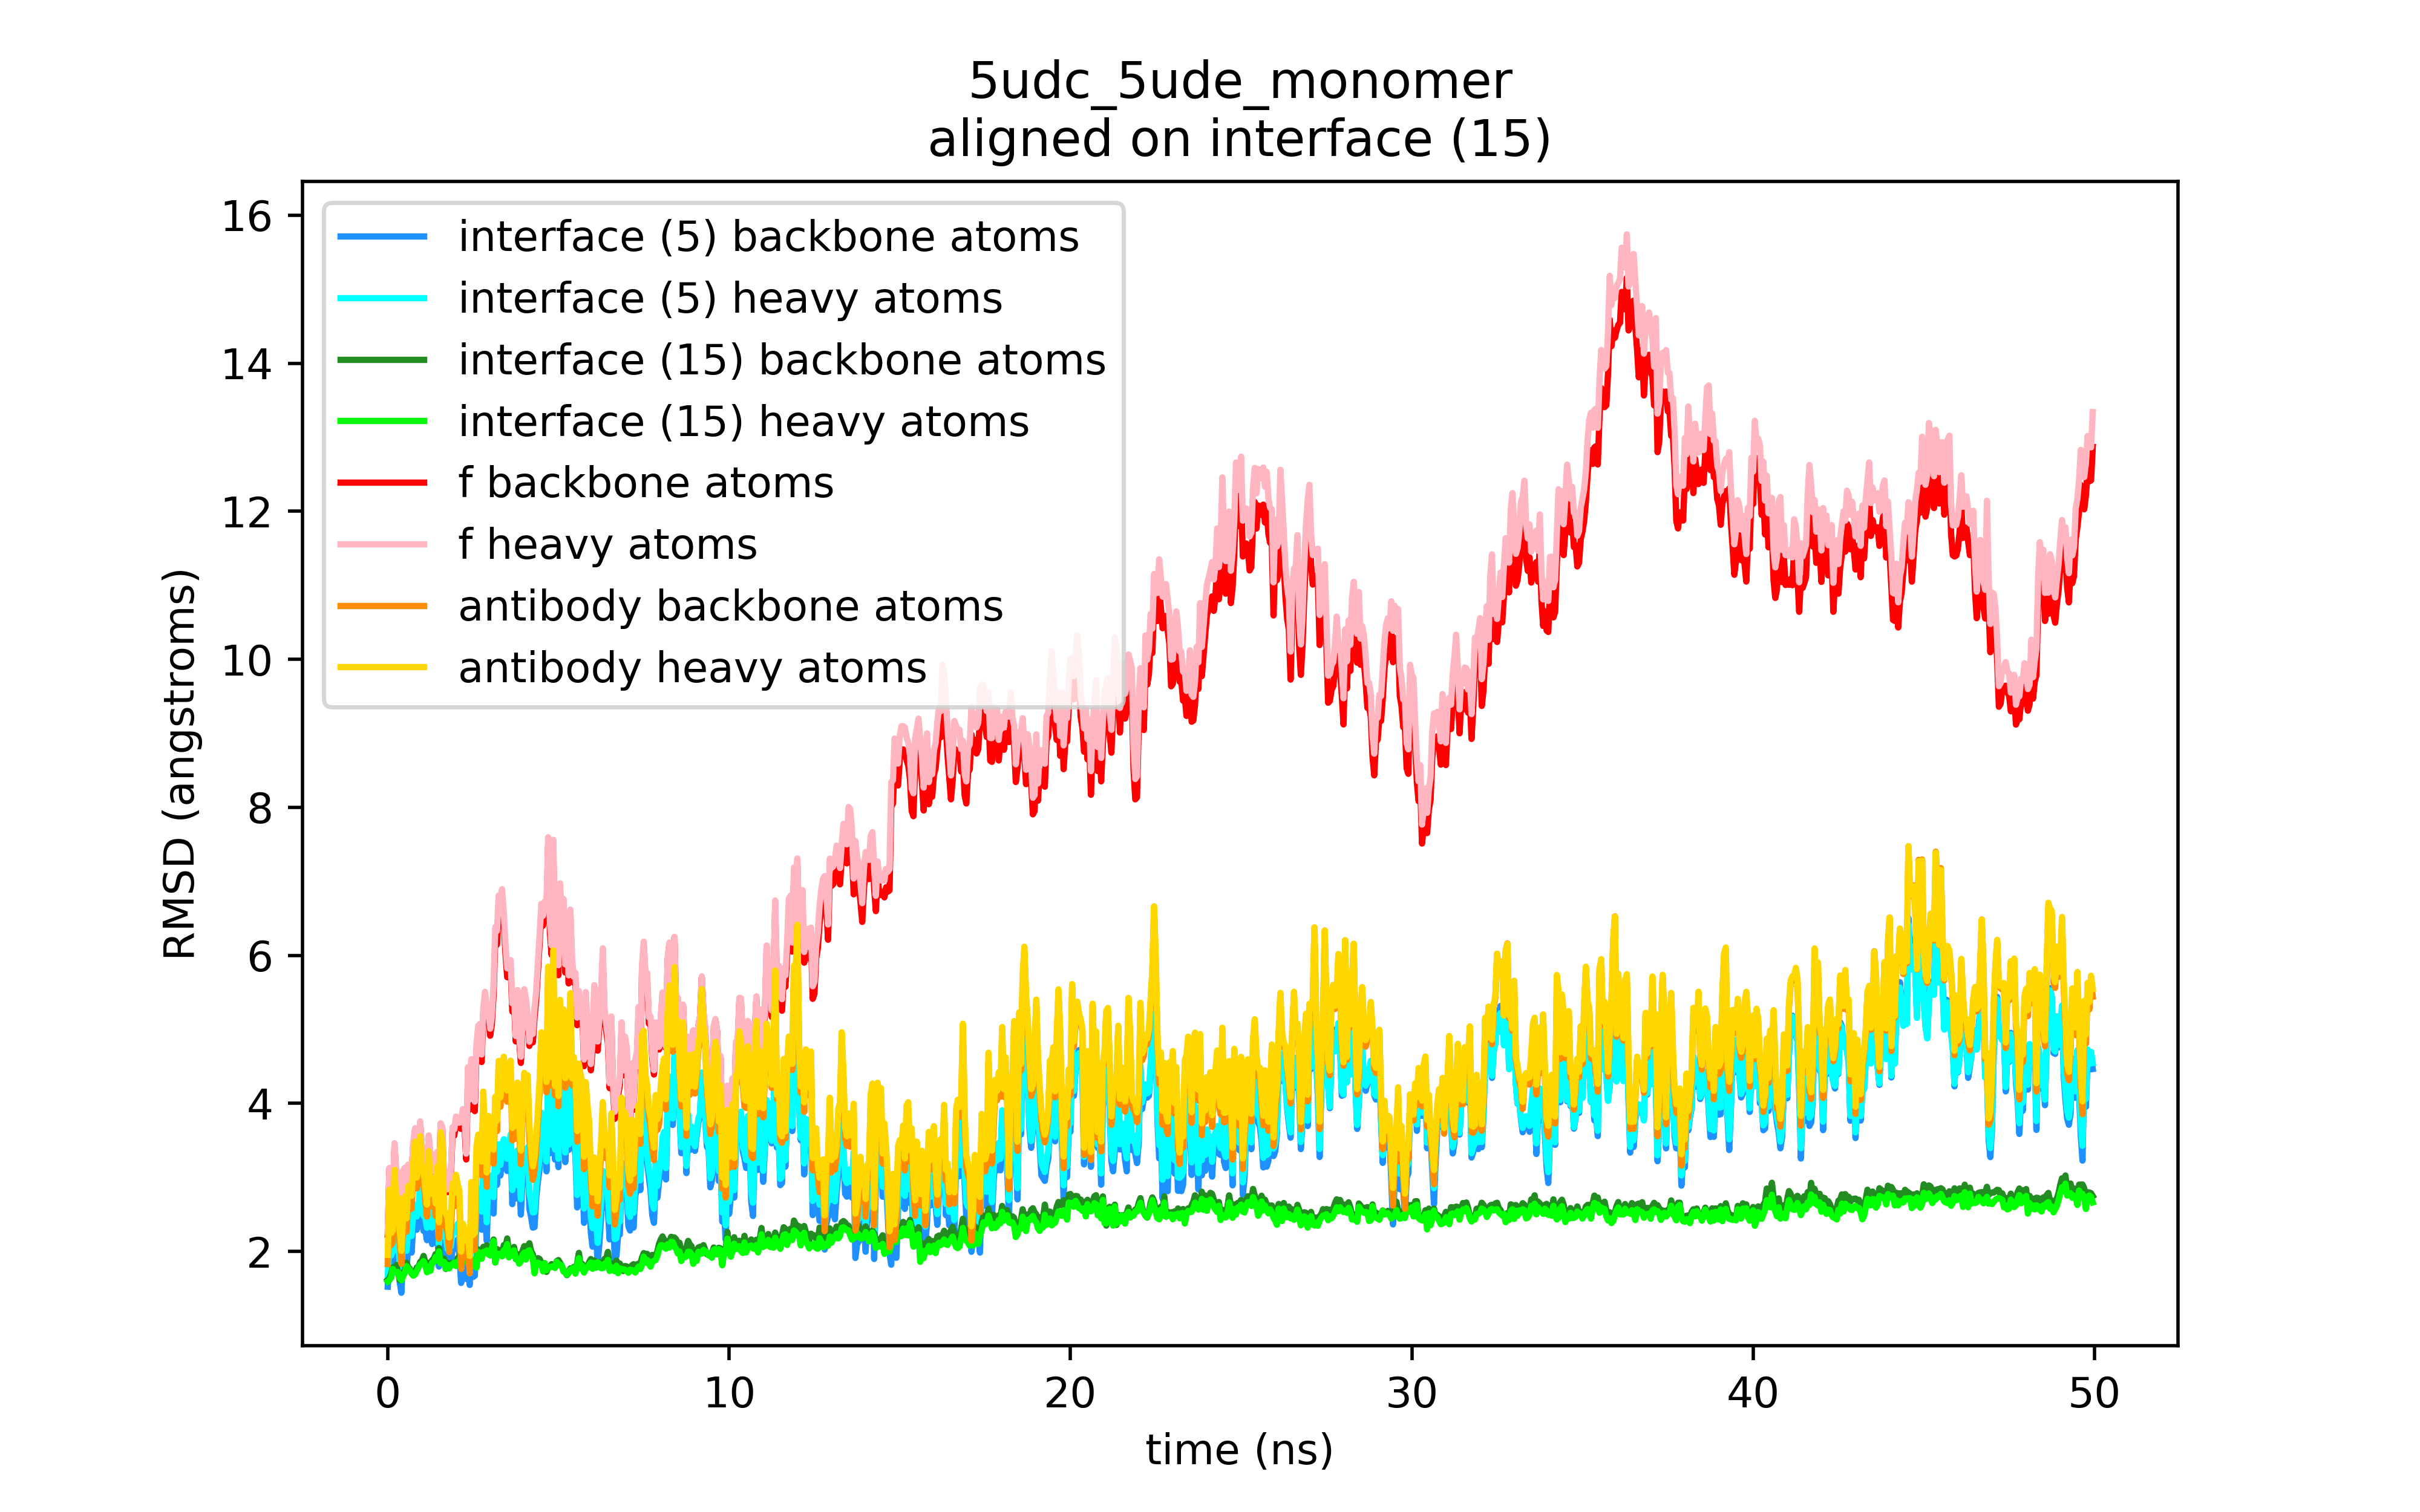 5udc_5ude_monomer
aligned on interface (15)
interface (5) backbone atoms
interface (5) heavy atoms
interface (15) backbone atoms
interface (15) heavy atoms
f backbone atoms
f heavy atoms
antibody backbone atoms
antibody heavy atoms
RMSD (angstroms)
16
14
12
10
8
6
4
2
0 10 20 30 40 50
time (ns)